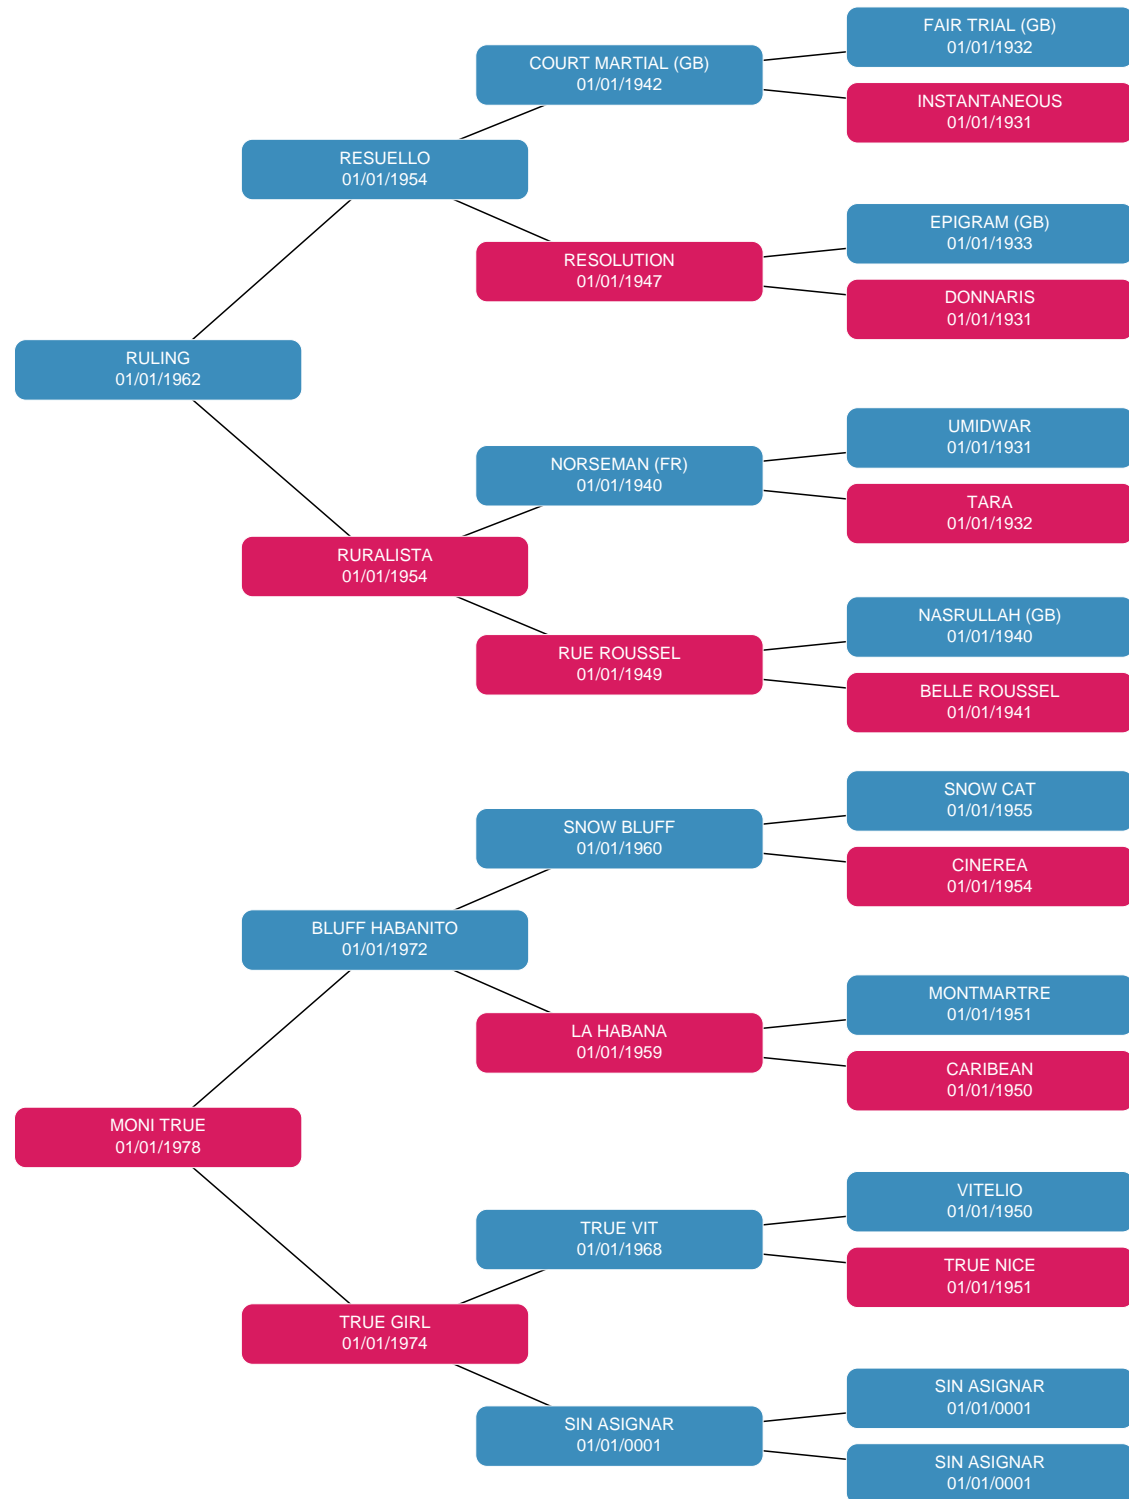 FAIR TRIAL (GB)
01/01/1932
COURT MARTIAL (GB)
01/01/1942
INSTANTANEOUS
01/01/1931
RESUELLO
01/01/1954
EPIGRAM (GB)
01/01/1933
RESOLUTION
01/01/1947
DONNARIS
01/01/1931
RULING
01/01/1962
UMIDWAR
01/01/1931
NORSEMAN (FR)
01/01/1940
TARA
01/01/1932
RURALISTA
01/01/1954
NASRULLAH (GB)
01/01/1940
RUE ROUSSEL
01/01/1949
BELLE ROUSSEL
01/01/1941
SNOW CAT
01/01/1955
SNOW BLUFF
01/01/1960
CINEREA
01/01/1954
BLUFF HABANITO
01/01/1972
MONTMARTRE
01/01/1951
LA HABANA
01/01/1959
CARIBEAN
01/01/1950
MONI TRUE
01/01/1978
VITELIO
01/01/1950
TRUE VIT
01/01/1968
TRUE NICE
01/01/1951
TRUE GIRL
01/01/1974
SIN ASIGNAR
01/01/0001
SIN ASIGNAR
01/01/0001
SIN ASIGNAR
01/01/0001